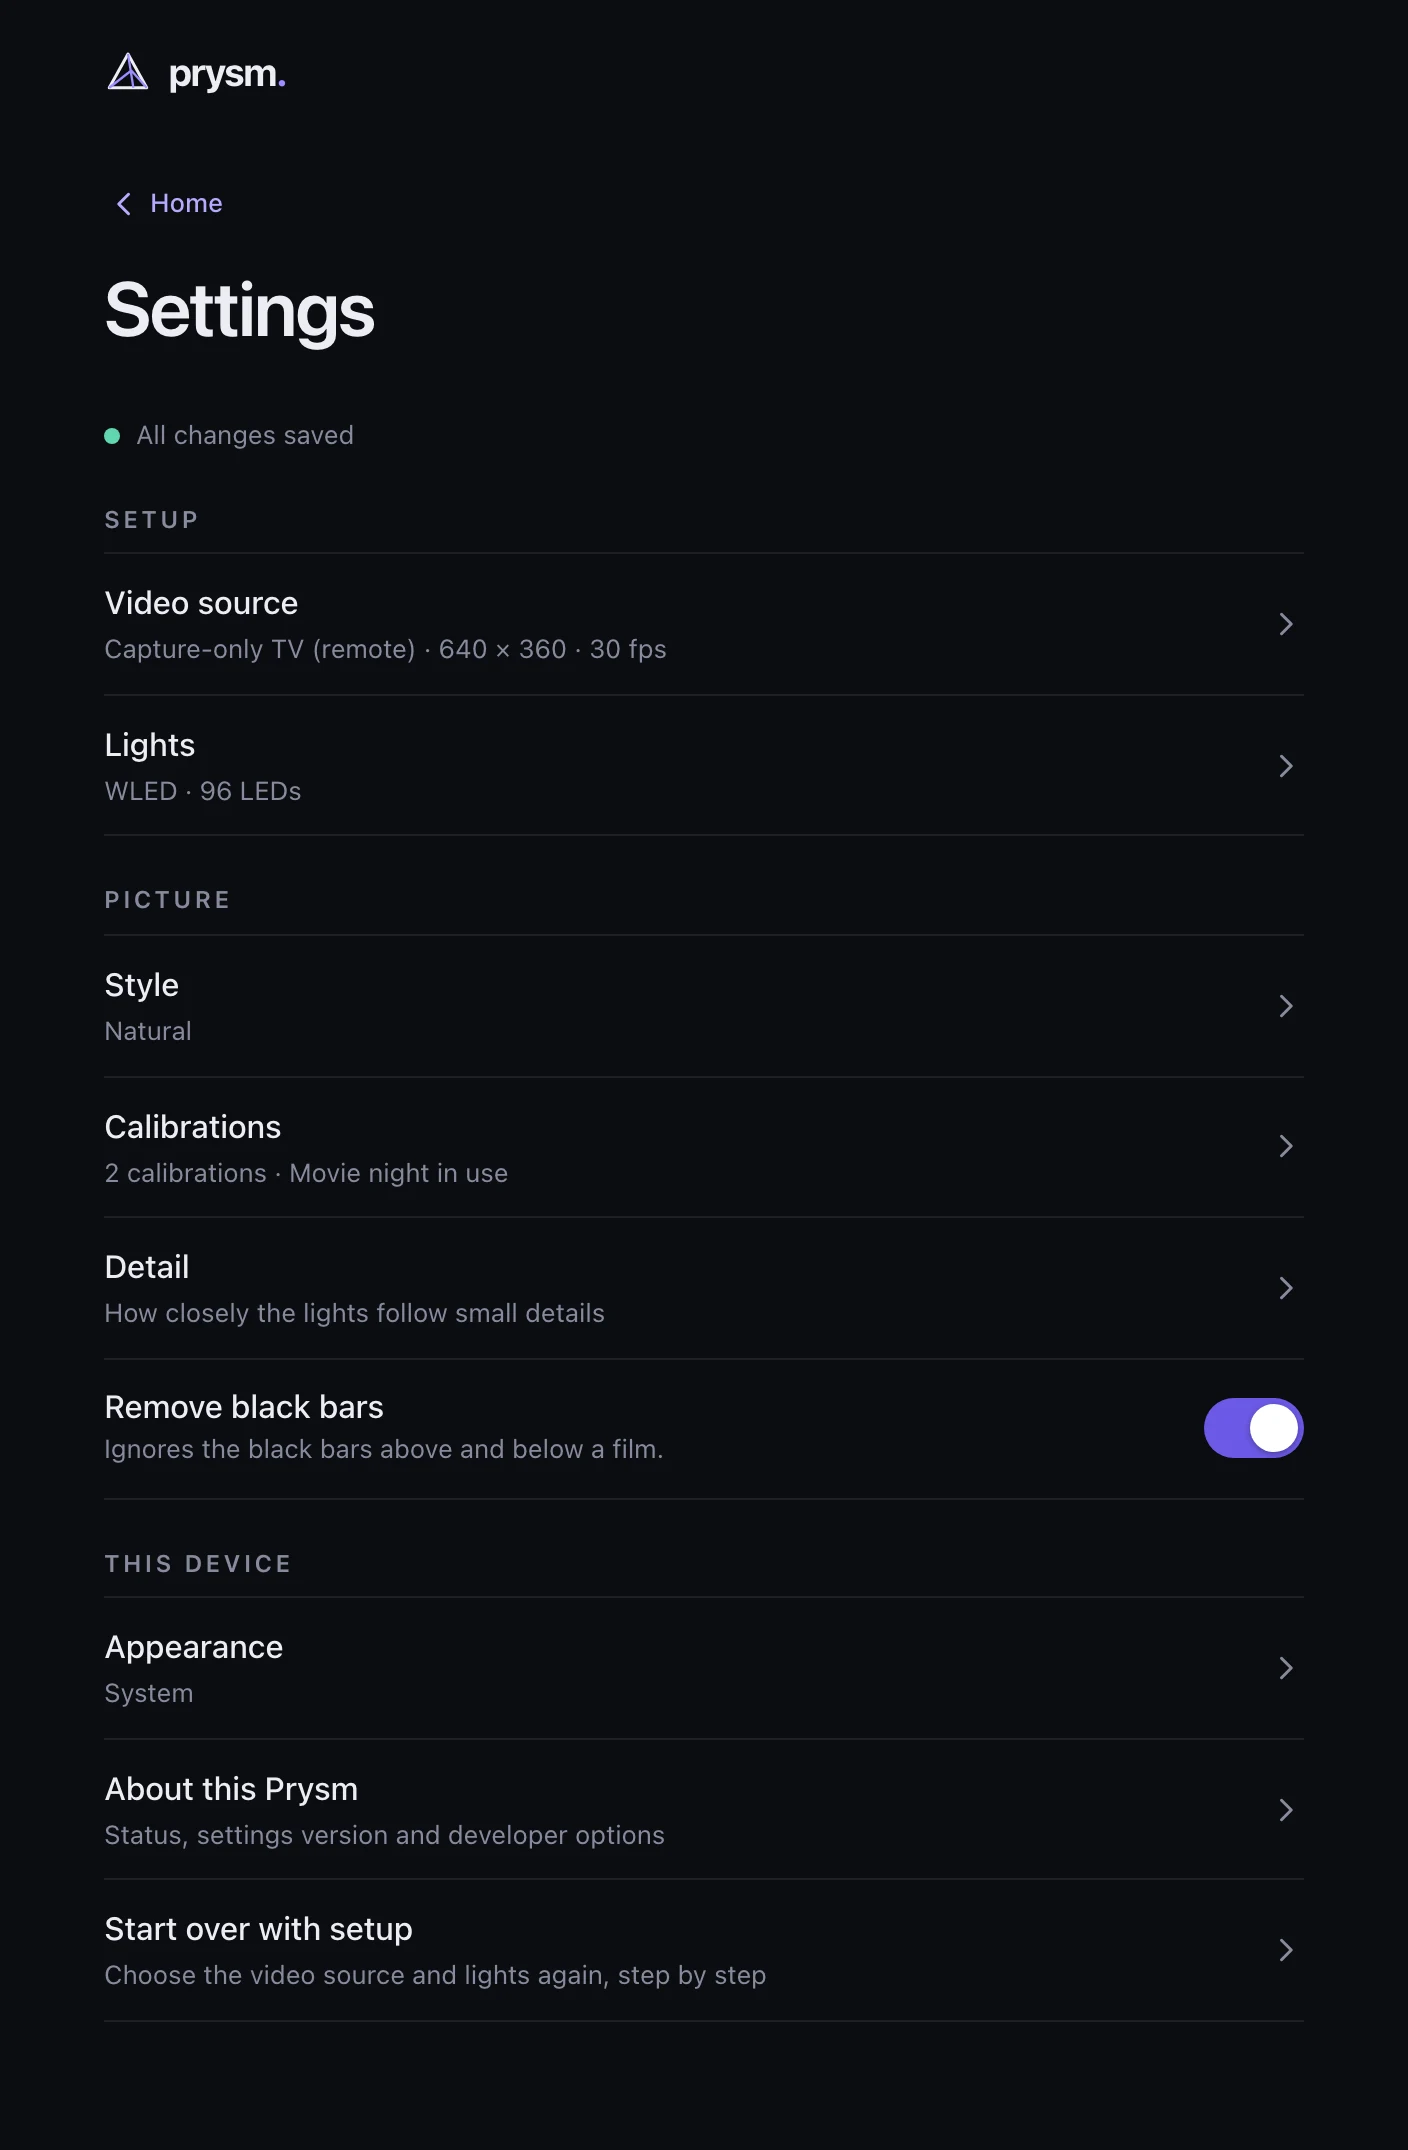 prysm.
Home
Settings
All changes saved
SETUP
Video source
Capture-only TV (remote) · 640 × 360 · 30 fps
Lights
WLED · 96 LEDs
PICTURE
Style
Natural
Calibrations
2 calibrations · Movie night in use
Detail
How closely the lights follow small details
Remove black bars
Ignores the black bars above and below a film.
THIS DEVICE
Appearance
System
About this Prysm
Status, settings version and developer options
Start over with setup
Choose the video source and lights again, step by step